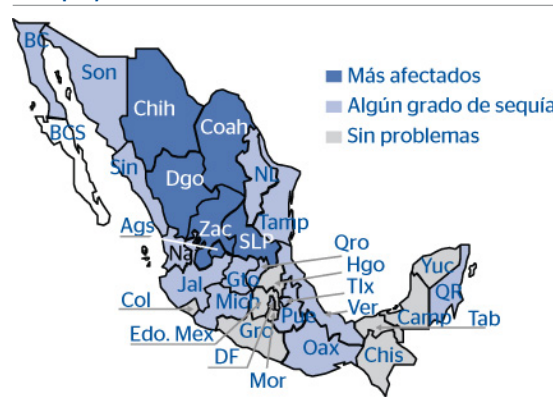 BC
Son
Chih
Coah
BCS
Sin
Dgo
NL
Tamp
Ags
Zac
SLP
Na
Jal
Gto
Mich
Col
Edo. Mex
Gro
DF
Mor
Pue
Oax
Qro
Hgo
Tlx
Ver
Yuc
QR
Camp
Tab
Chis
Más afectados
Algún grado de sequía
Sin problemas